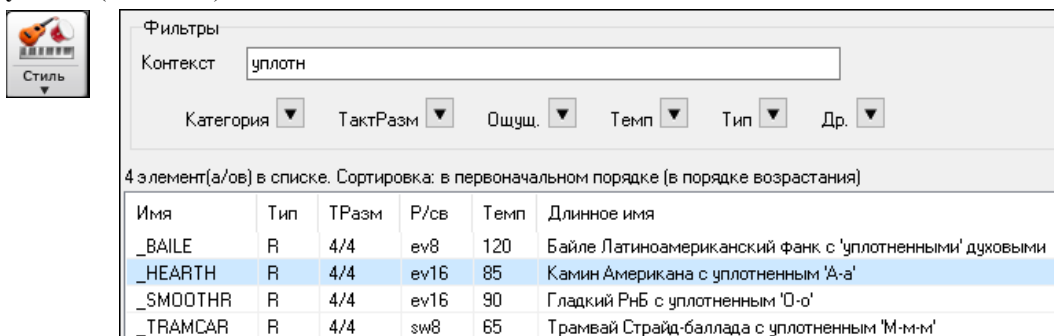 Стиль
Фильтры
Контекст уплотн
Категория ТактРазм Ощущ. Темп Тип Др.
4 элемент(а/ов) в списке. Сортировка: в первоначальном порядке (в порядке возрастания)
Имя Тип ТРазм Р/св Темп Длинное имя
_BAILE R 4/4 ev8 120 Байле Латиноамериканский фанк с 'уплотненными' духовыми
_HEARTH R 4/4 ev16 85 Камин Американа с уплотненным 'А-а'
_SMOOTHR R 4/4 ev16 90 Гладкий РнБ с уплотненным 'О-о'
_TRAMCAR R 4/4 sw8 65 Трамвай Страйд-баллада с уплотненным 'М-м-м'